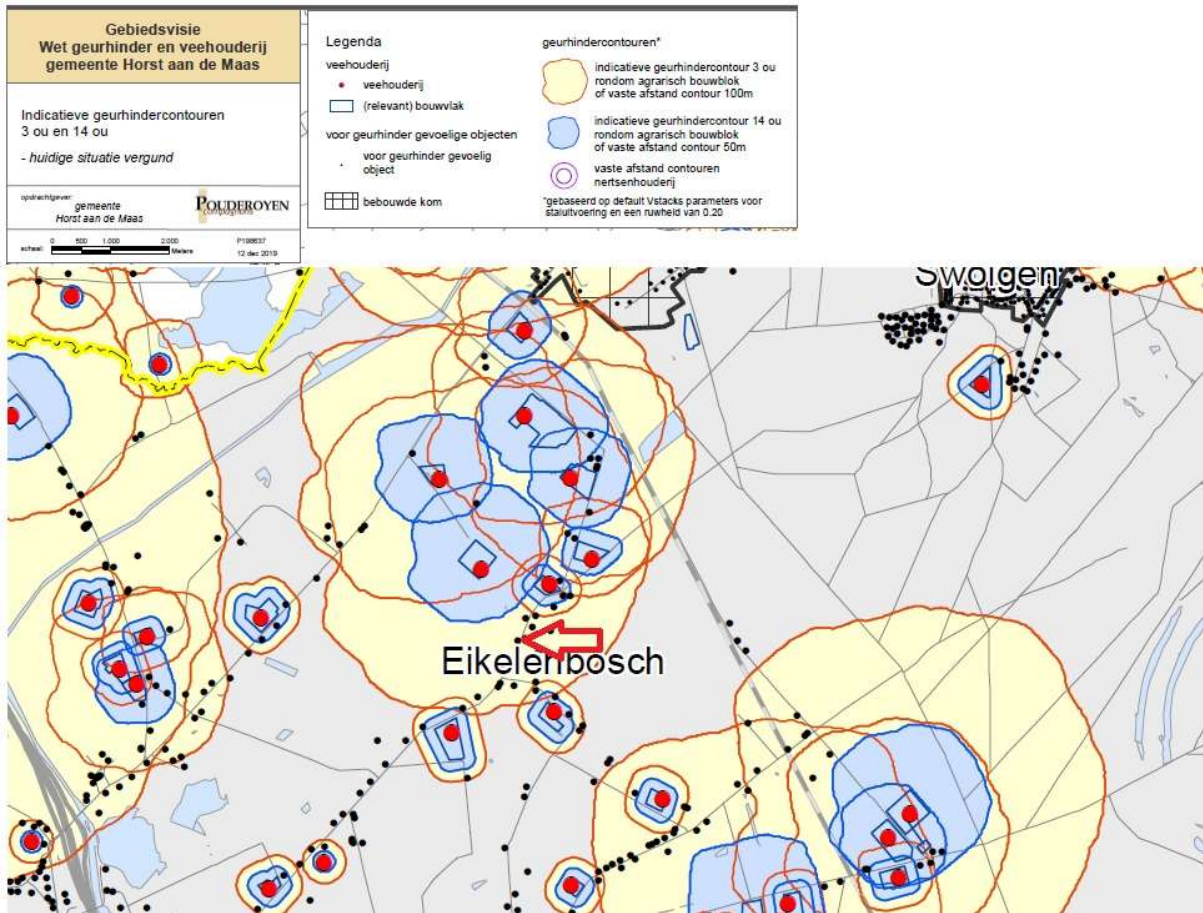 Gebiedsvisie
Wet geurhinder en veehouderij
gemeente Horst aan de Maas
Indicatieve geurhindercontouren
3 ou en 14 ou
- huidige situatie vergund
opdrachtgever:
gemeente
Horst aan de Maas
POUDEROYEN
compagnons
schaal:
0 500 1.000 2.000
Meters
P198637
12 dec 2019
Legenda
veehouderij
veehouderij
(relevant) bouwvlak
voor geurhinder gevoelige objecten
voor geurhinder gevoelig
object
bebouwde kom
geurhindercontouren*
indicatieve geurhindercontour 3 ou
rondom agrarisch bouwblok
of vaste afstand contour 100m
indicatieve geurhindercontour 14 ou
rondom agrarisch bouwblok
of vaste afstand contour 50m
vaste afstand contouren
nertsenhouderij
*gebaseerd op default Vstacks parameters voor
staluitvoering en een ruwheid van 0.20
Swolgen
Eikelenbosch